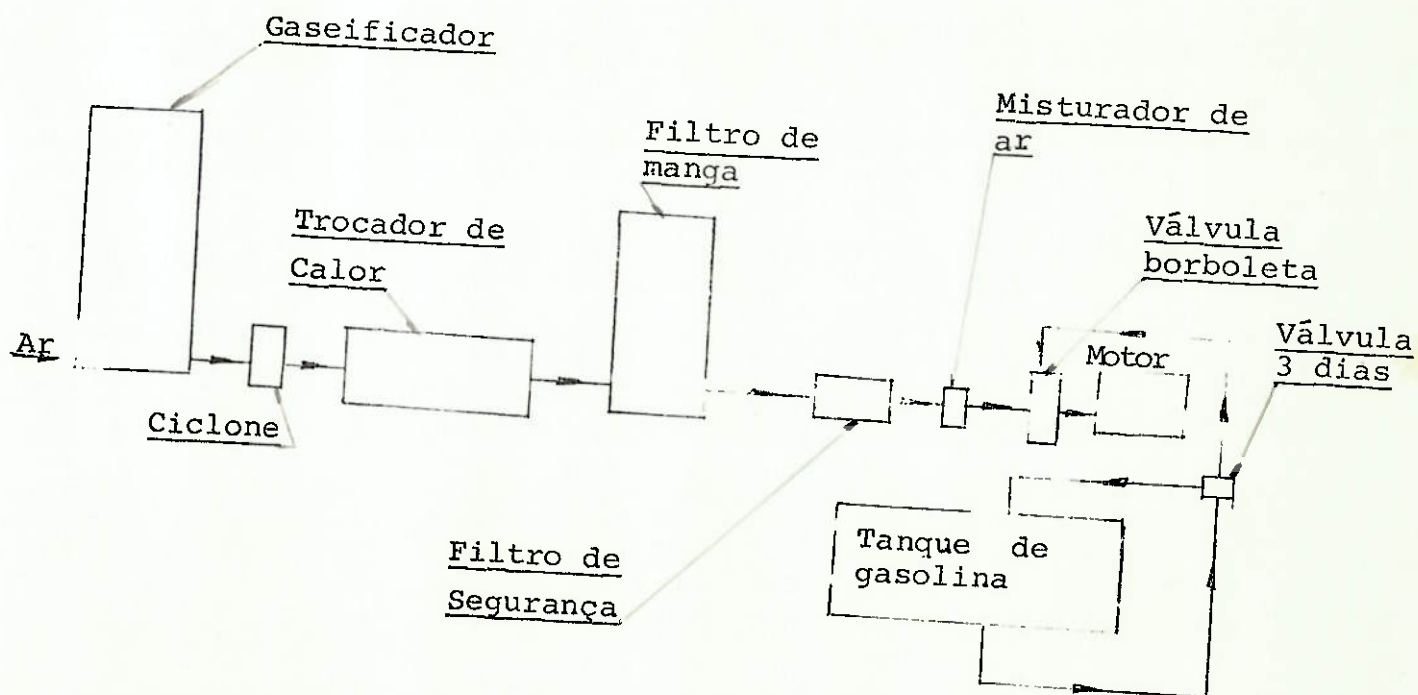 Gaseificador
Misturador de
ar
Filtro de
manga
Trocador de
Calor
Válvula
borboleta
Válvula
3 dias
Ar
Motor
Ciclone
Tanque de
gasolina
Filtro de
Segurança